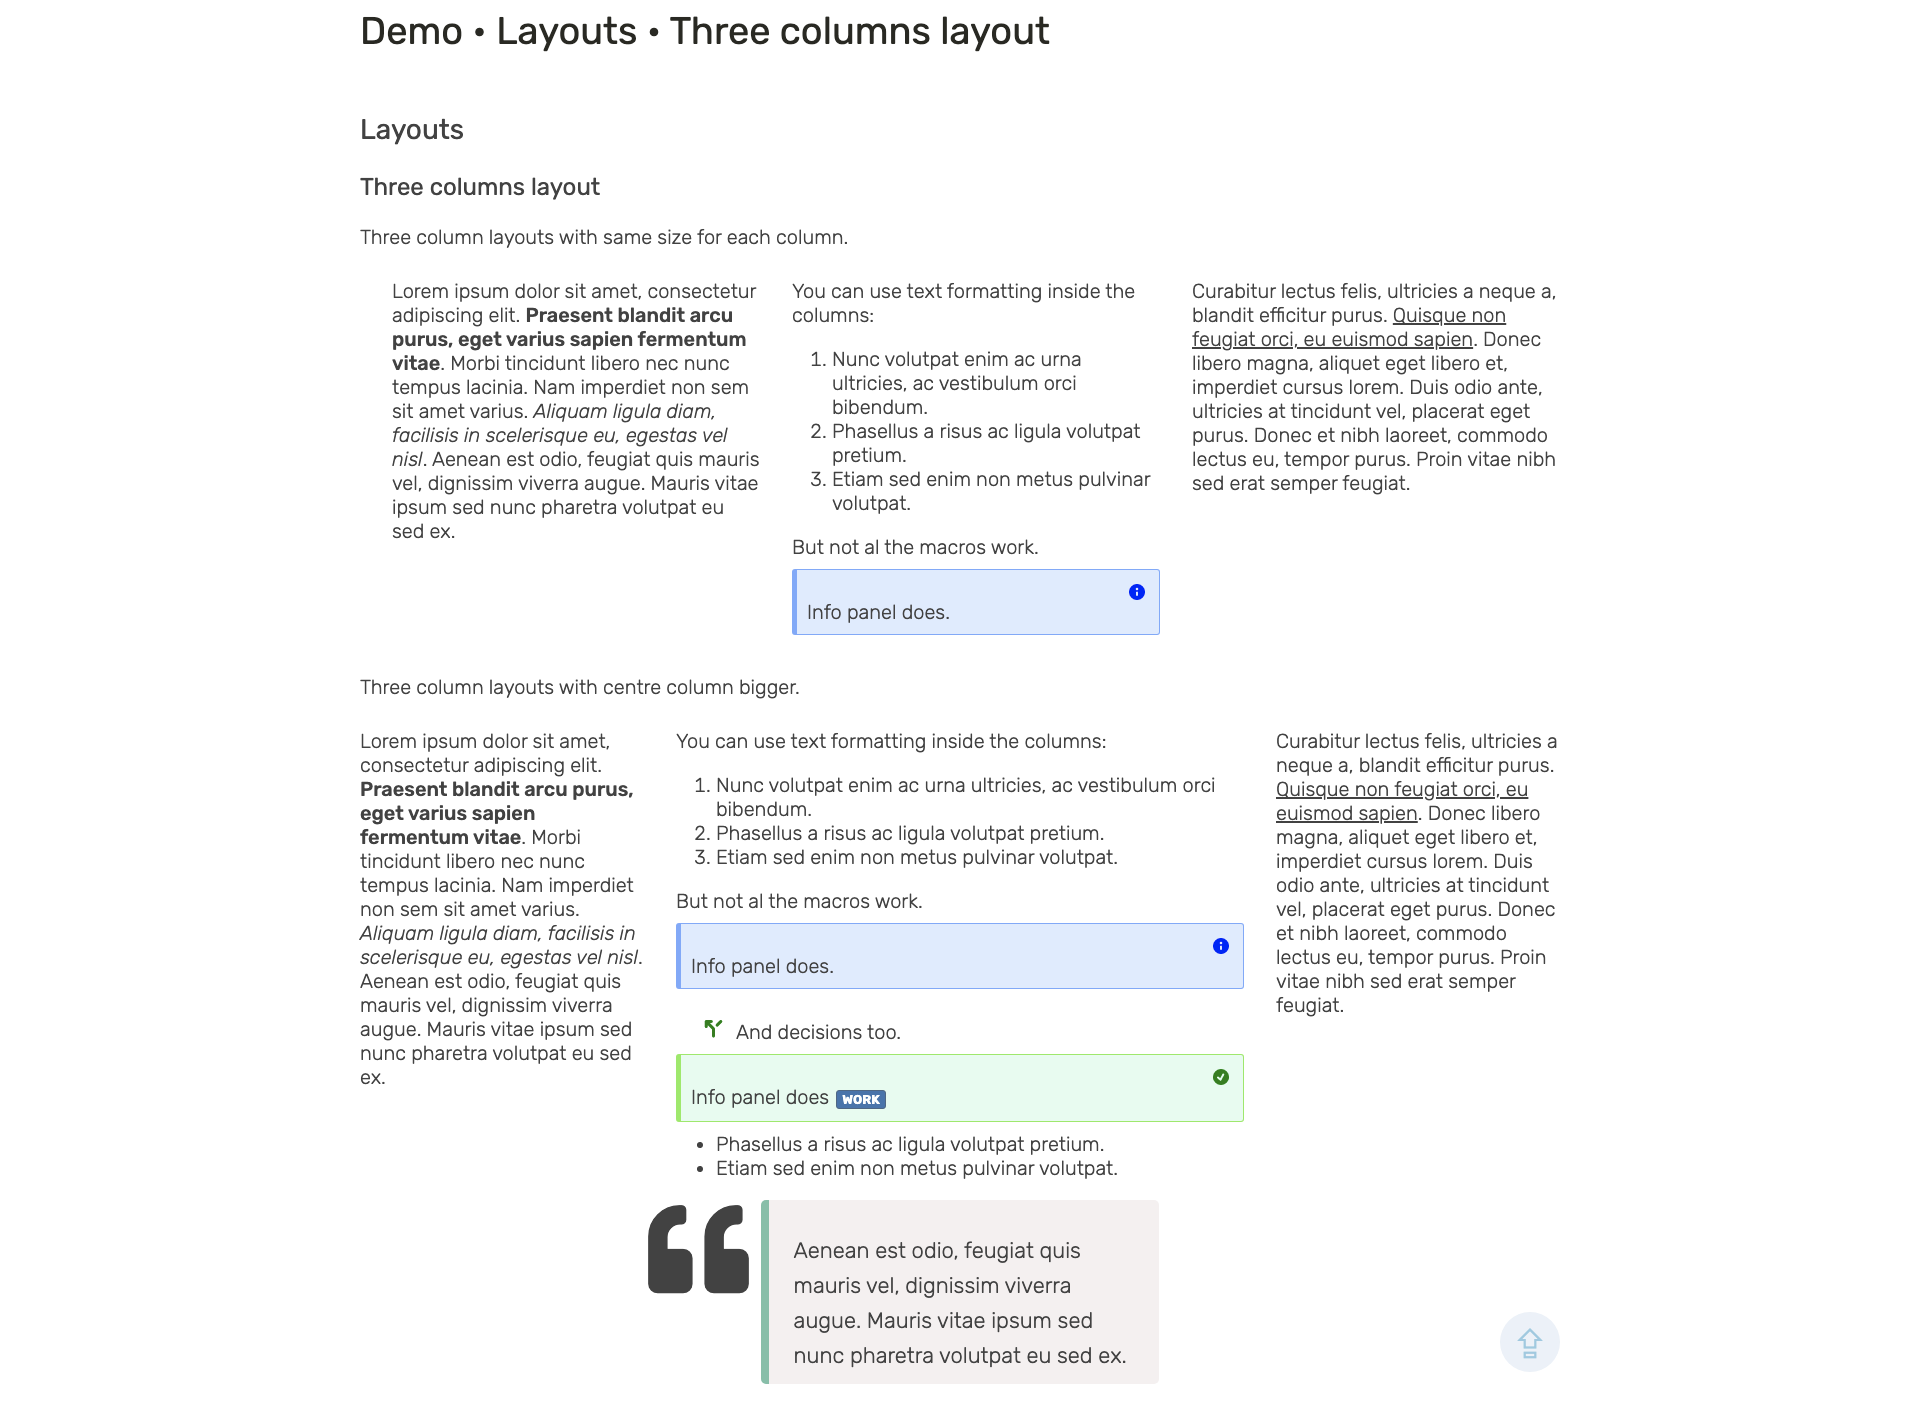 Demo • Layouts • Three columns layout
Layouts
Three columns layout
Three column layouts with same size for each column.
Lorem ipsum dolor sit amet, consectetur
adipiscing elit. Praesent blandit arcu
purus, eget varius sapien fermentum
vitae. Morbi tincidunt libero nec nunc
tempus lacinia. Nam imperdiet non sem
sit amet varius. Aliquam ligula diam,
facilisis in scelerisque eu, egestas vel
nisl. Aenean est odio, feugiat quis mauris
vel, dignissim viverra augue. Mauris vitae
ipsum sed nunc pharetra volutpat eu
sed ex.
You can use text formatting inside the
columns:
1. Nunc volutpat enim ac urna
ultricies, ac vestibulum orci
bibendum.
2. Phasellus a risus ac ligula volutpat
pretium.
3. Etiam sed enim non metus pulvinar
volutpat.
But not al the macros work.
Info panel does.
Curabitur lectus felis, ultricies a neque a,
blandit efficitur purus. Quisque non
feugiat orci, eu euismod sapien. Donec
libero magna, aliquet eget libero et,
imperdiet cursus lorem. Duis odio ante,
ultricies at tincidunt vel, placerat eget
purus. Donec et nibh laoreet, commodo
lectus eu, tempor purus. Proin vitae nibh
sed erat semper feugiat.
Three column layouts with centre column bigger.
Lorem ipsum dolor sit amet,
consectetur adipiscing elit.
Praesent blandit arcu purus,
eget varius sapien
fermentum vitae. Morbi
tincidunt libero nec nunc
tempus lacinia. Nam imperdiet
non sem sit amet varius.
Aliquam ligula diam, facilisis in
scelerisque eu, egestas vel nisl.
Aenean est odio, feugiat quis
mauris vel, dignissim viverra
augue. Mauris vitae ipsum sed
nunc pharetra volutpat eu sed
ex.
You can use text formatting inside the columns:
1. Nunc volutpat enim ac urna ultricies, ac vestibulum orci
bibendum.
2. Phasellus a risus ac ligula volutpat pretium.
3. Etiam sed enim non metus pulvinar volutpat.
But not al the macros work.
Info panel does.
And decisions too.
Info panel does WORK
• Phasellus a risus ac ligula volutpat pretium.
• Etiam sed enim non metus pulvinar volutpat.
Aenean est odio, feugiat quis
mauris vel, dignissim viverra
augue. Mauris vitae ipsum sed
nunc pharetra volutpat eu sed ex.
Curabitur lectus felis, ultricies a
neque a, blandit efficitur purus.
Quisque non feugiat orci, eu
euismod sapien. Donec libero
magna, aliquet eget libero et,
imperdiet cursus lorem. Duis
odio ante, ultricies at tincidunt
vel, placerat eget purus. Donec
et nibh laoreet, commodo
lectus eu, tempor purus. Proin
vitae nibh sed erat semper
feugiat.